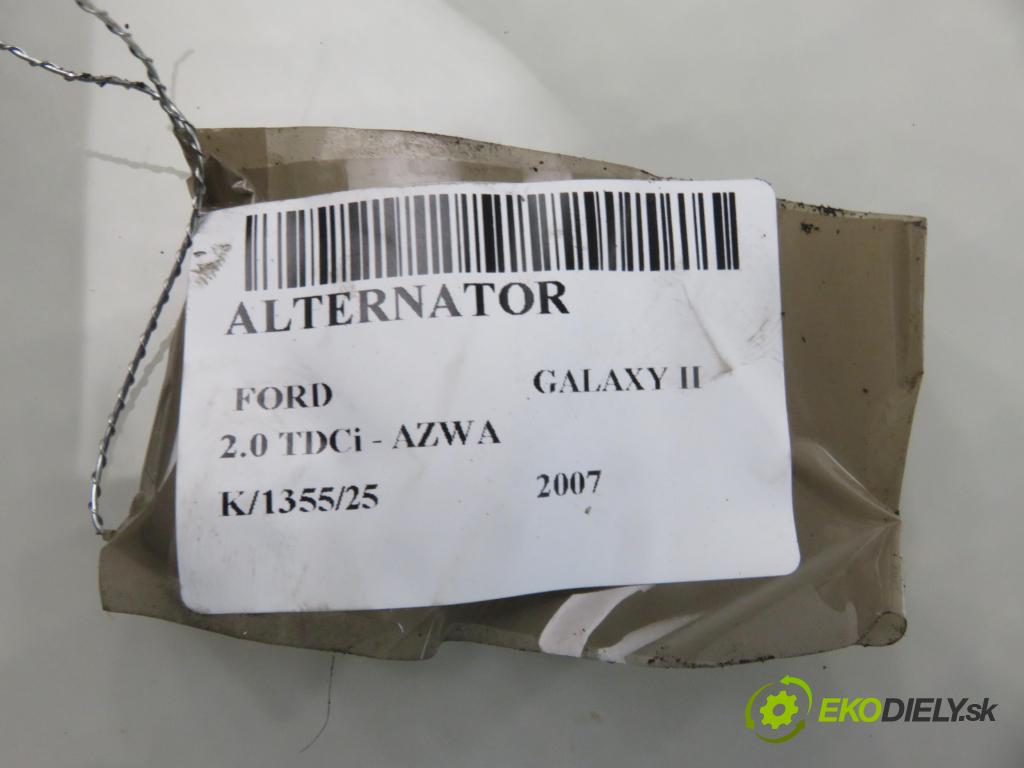 ALTERNATOR
FORD GALAXY II
2.0 TDCi - AZWA
K/1355/25 2007
EKODIELY.sk